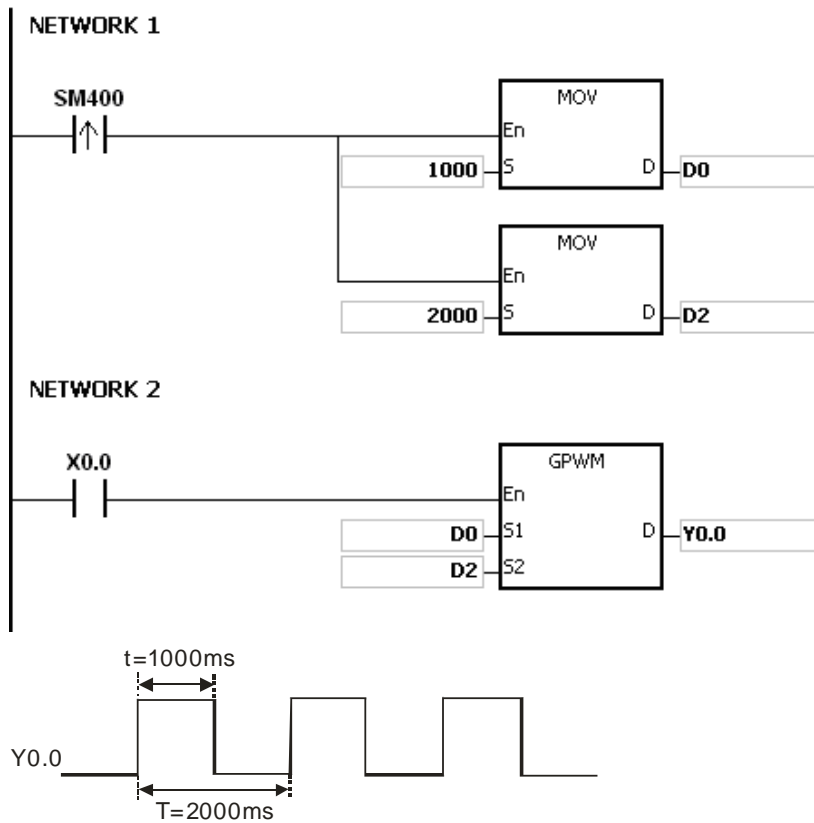 NETWORK 1
SM400
MOV
En
1000 S D D0
MOV
En
2000 S D D2
NETWORK 2
X0.0
GPWM
En
D0 S1 D Y0.0
D2 S2
t=1000ms
Y0.0
T=2000ms